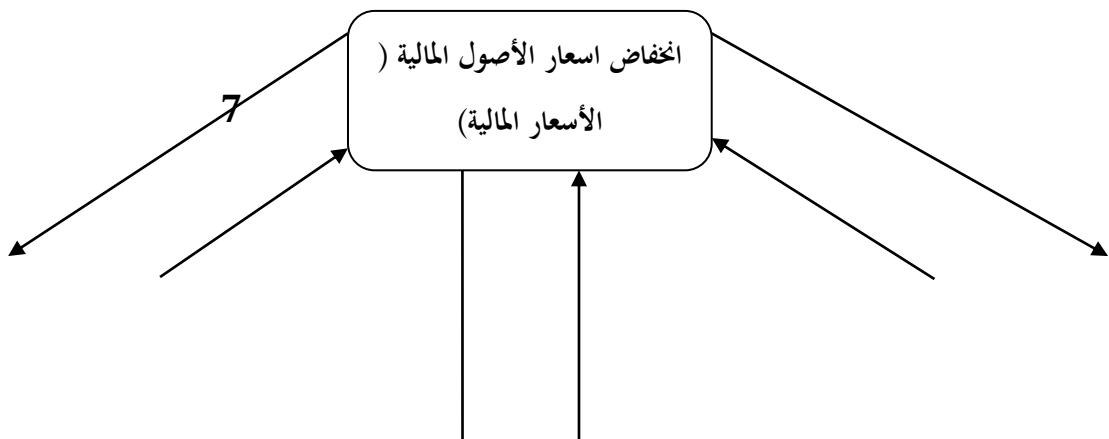 انخفاض اسعار الأصول المالية (
الأسعار المالية)
7